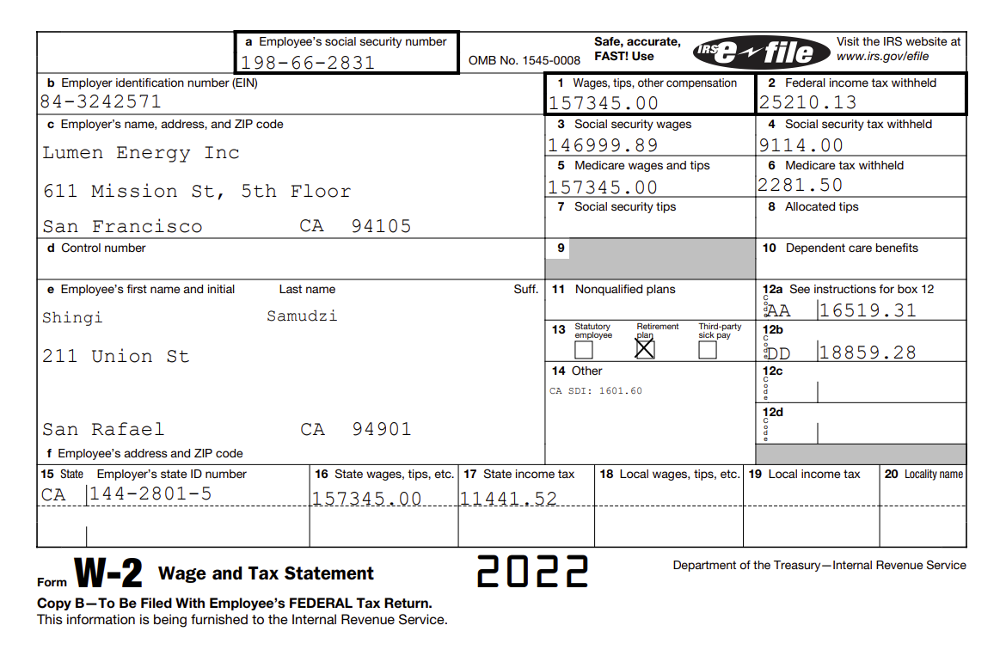 a Employee's social security number
198-66-2831
OMB No. 1545-0008
Safe, accurate,
FAST! Use
IRS e-file
Visit the IRS website at
www.irs.gov/efile
b Employer identification number (EIN)
84-3242571
1 Wages, tips, other compensation
157345.00
2 Federal income tax withheld
25210.13
c Employer's name, address, and ZIP code
Lumen Energy Inc
611 Mission St, 5th Floor
San Francisco CA 94105
3 Social security wages
146999.89
4 Social security tax withheld
9114.00
5 Medicare wages and tips
157345.00
6 Medicare tax withheld
2281.50
7 Social security tips
8 Allocated tips
d Control number
9
10 Dependent care benefits
e Employee's first name and initial Last name Suff.
Shingi Samudzi
211 Union St
San Rafael CA 94901
f Employee's address and ZIP code
11 Nonqualified plans
12a See instructions for box 12
Code AA 16519.31
13 Statutory employee Retirement plan Third-party sick pay
12b
Code DD 18859.28
14 Other
CA SDI: 1601.60
12c
Code
12d
Code
15 State Employer's state ID number
CA 144-2801-5
16 State wages, tips, etc.
157345.00
17 State income tax
11441.52
18 Local wages, tips, etc.
19 Local income tax
20 Locality name
Form W-2 Wage and Tax Statement
2022
Department of the Treasury—Internal Revenue Service
Copy B—To Be Filed With Employee's FEDERAL Tax Return.
This information is being furnished to the Internal Revenue Service.